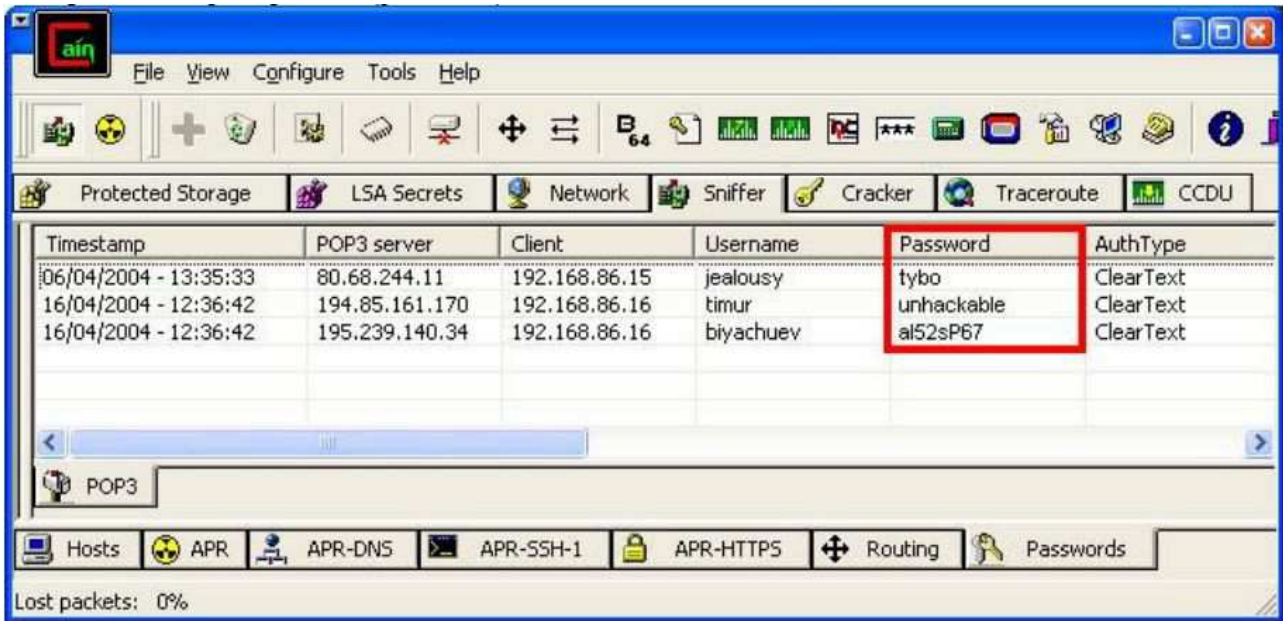 Cain
File View Configure Tools Help
B64
***
Protected Storage LSA Secrets Network Sniffer Cracker Traceroute CCDU
Timestamp POP3 server Client Username Password AuthType
06/04/2004 - 13:35:33 80.68.244.11 192.168.86.15 jealousy tybo ClearText
16/04/2004 - 12:36:42 194.85.161.170 192.168.86.16 timur unhackable ClearText
16/04/2004 - 12:36:42 195.239.140.34 192.168.86.16 biyachuev al52sP67 ClearText
POP3
Hosts APR APR-DNS APR-SSH-1 APR-HTTPS Routing Passwords
Lost packets: 0%